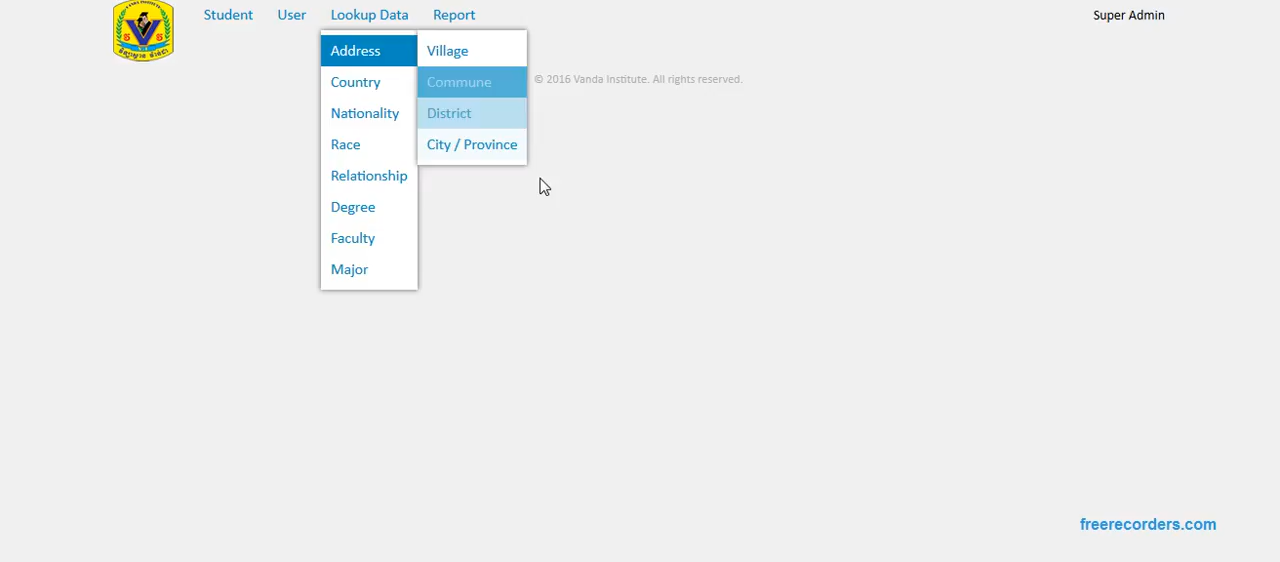 Student User Lookup Data Report Super Admin
Address Village
Country Commune © 2016 Vanda Institute. All rights reserved.
Nationality District
Race City / Province
Relationship
Degree
Faculty
Major
freerecorders.com